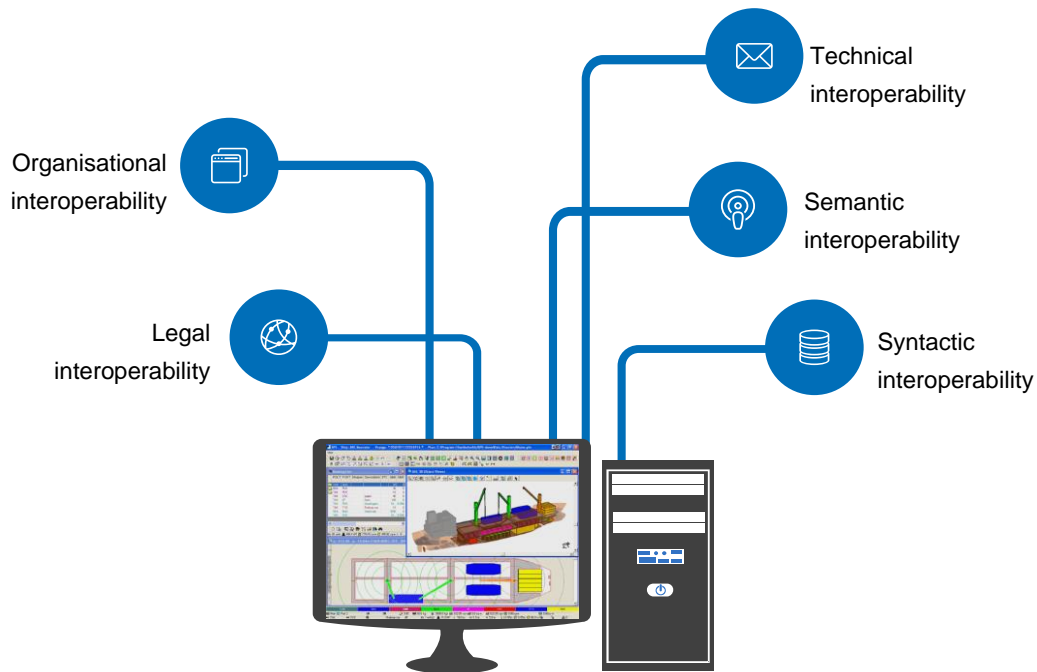 Technical
interoperability
Organisational
interoperability
Semantic
interoperability
Legal
interoperability
Syntactic
interoperability